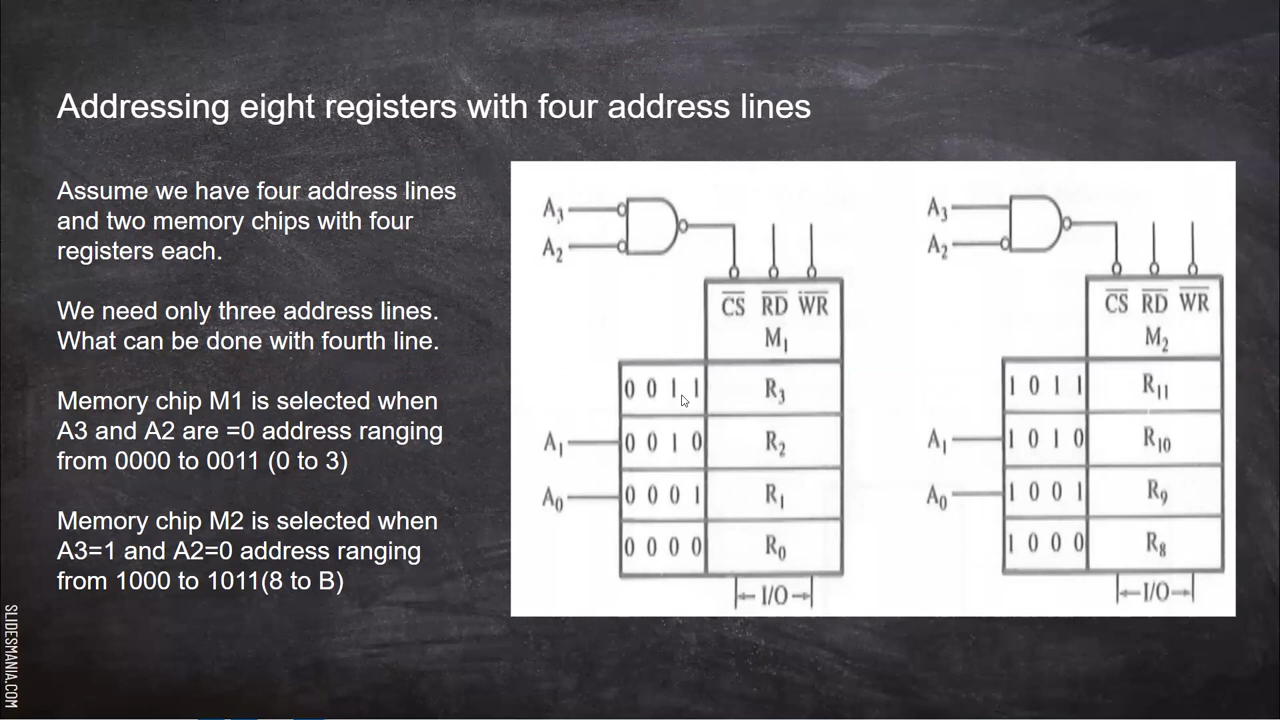 Addressing eight registers with four address lines
Assume we have four address lines
and two memory chips with four
registers each.
We need only three address lines.
What can be done with fourth line.
Memory chip M1 is selected when
A3 and A2 are =0 address ranging
from 0000 to 0011 (0 to 3)
Memory chip M2 is selected when
A3=1 and A2=0 address ranging
from 1000 to 1011(8 to B)
A₃
A₂
CS RD WR
M₁
0 0 1 1 R₃
A₁ 0 0 1 0 R₂
A₀ 0 0 0 1 R₁
0 0 0 0 R₀
I/O
A₃
A₂
CS RD WR
M₂
1 0 1 1 R₁₁
A₁ 1 0 1 0 R₁₀
A₀ 1 0 0 1 R₉
1 0 0 0 R₈
I/O
SLIDESMANIA.COM